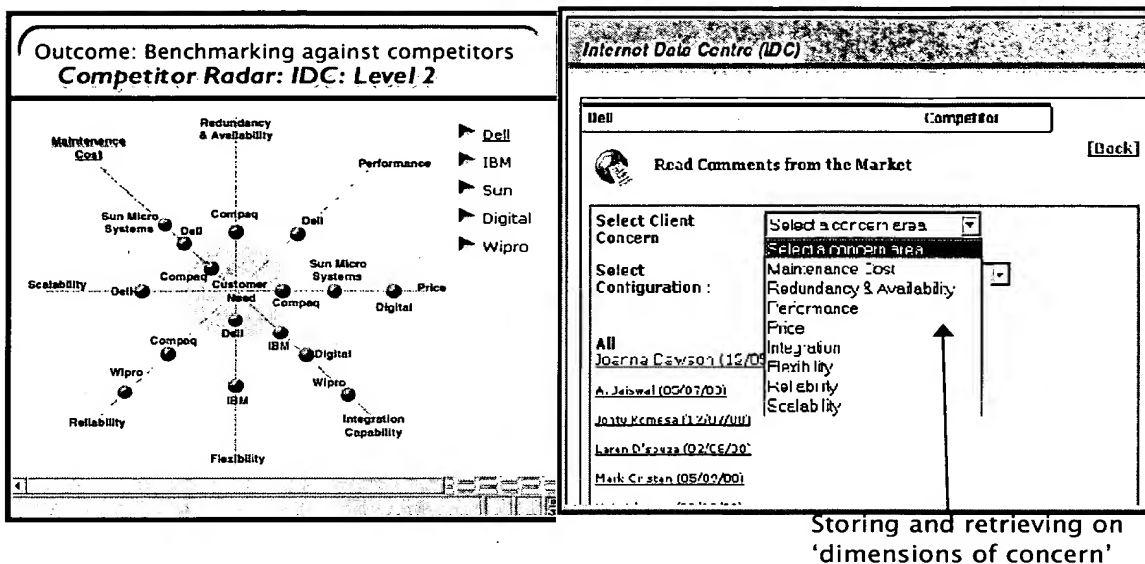 Outcome: Benchmarking against competitors
Competitor Radar: IDC: Level 2
Redundancy
& Availability
Maintenance
Cost
Performance
Dell
IBM
Sun
Digital
Wipro
Sun Micro
Systems
Dell
Compaq
Dell
Compaq
Sun Micro
Systems
Scalability
Dell
Customer
Need
Compaq
Price
Digital
Compaq
Dell
IBM
Digital
Wipro
Wipro
IBM
Reliability
Integration
Capability
Flexibility
Internet Data Centre (IDC)
Dell
Competitor
[Back]
Read Comments from the Market
Select Client
Concern
Select a concern area
Select a concern area
Maintenance Cost
Redundancy & Availability
Performance
Price
Integration
Flexibility
Reliability
Scalability
Select
Configuration :
All
Joanna Dawson (12/05
A. Jaiswal (05/07/00)
Laran D'souza
(05/09/00)
Storing and retrieving on
'dimensions of concern'